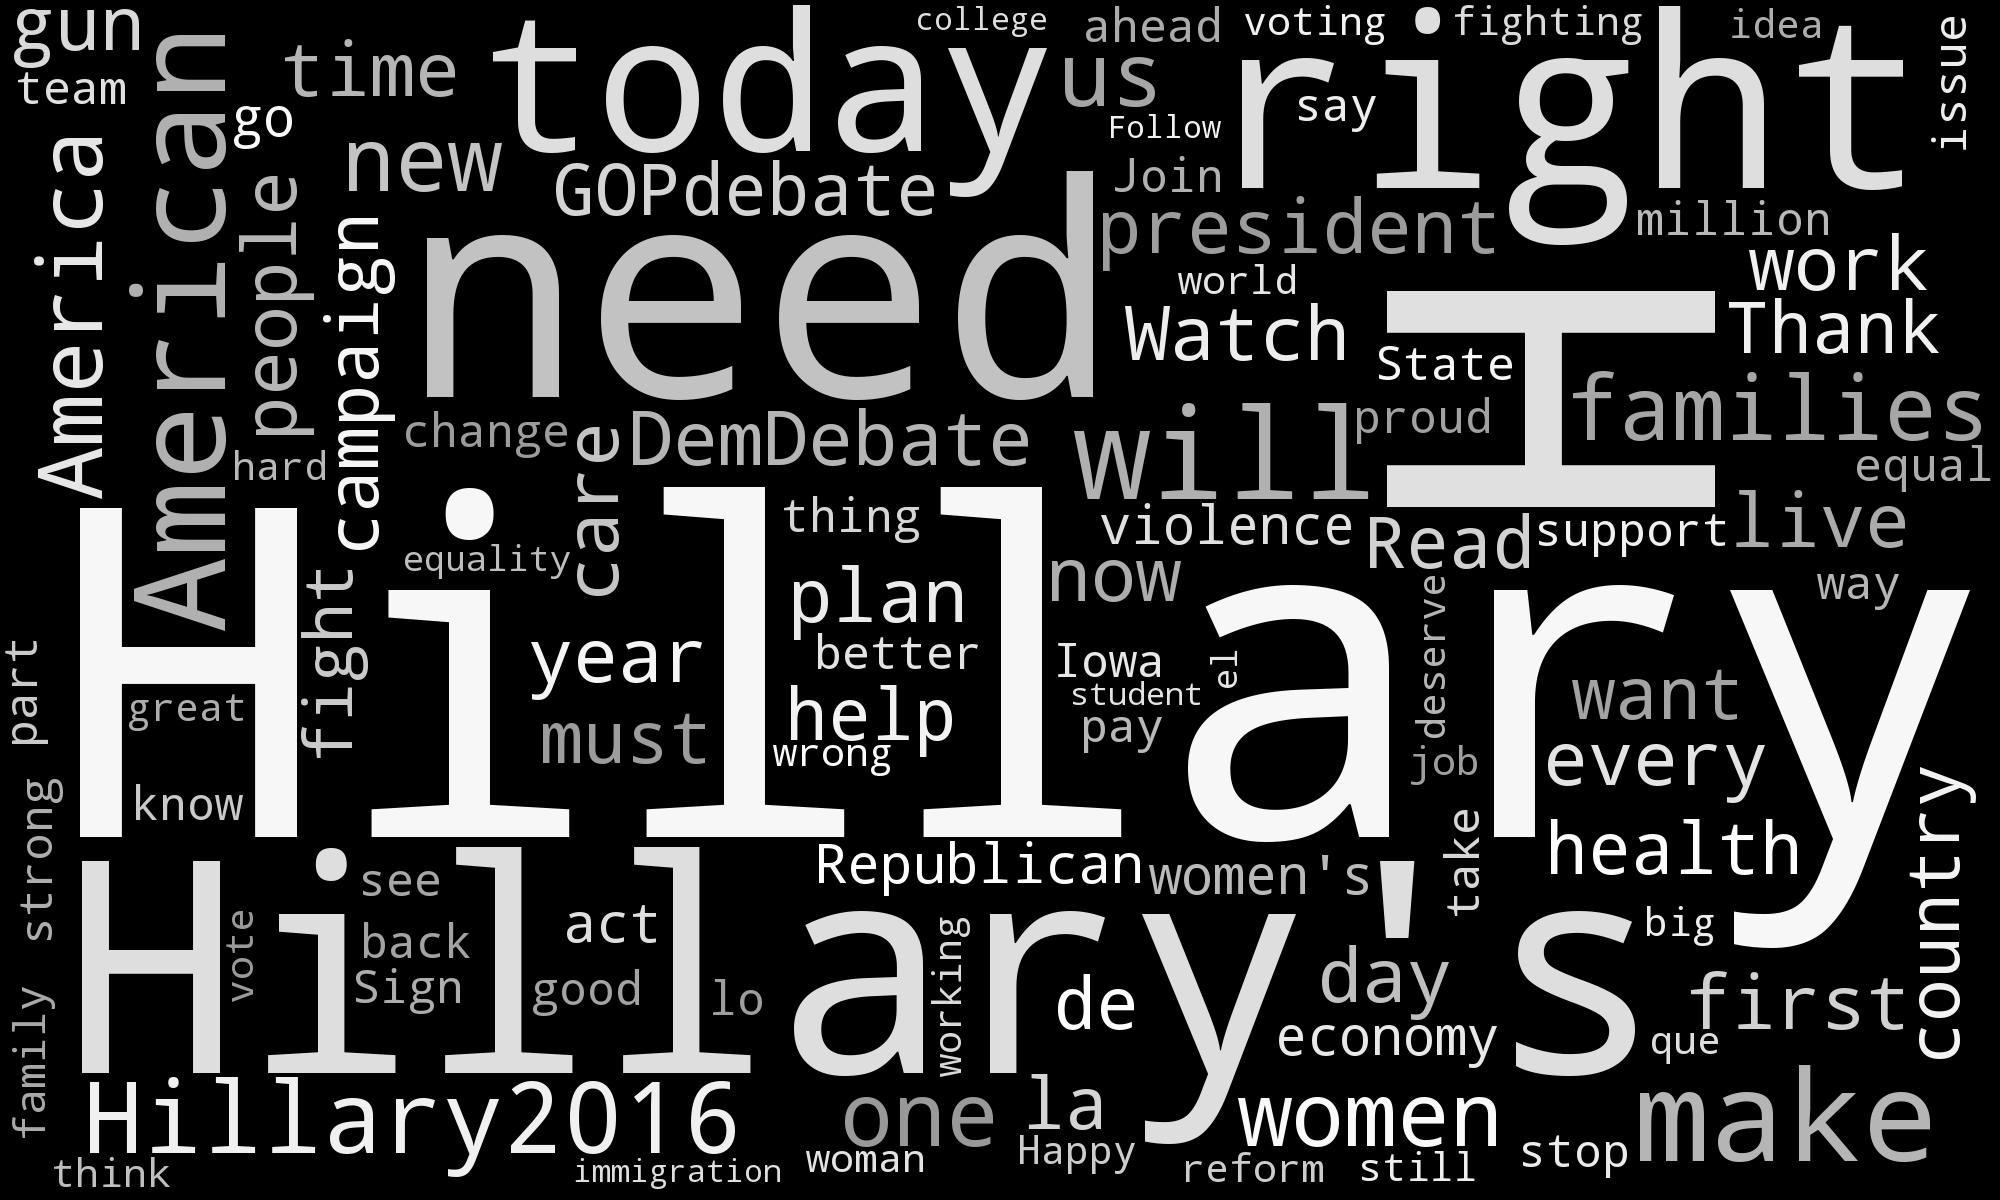 gun
team
time
today
college
ahead
voting
fighting
idea
issue
us
right
say
Follow
Join
go
new
GOPdebate
American
America
people
campaign
need
president
million
world
work
Watch
I
Thank
State
families
proud
equal
change
hard
care
DemDebate
will
live
violence
Read
support
way
now
thing
equality
Hillary
plan
fight
year
better
Iowa
el
deserve
student
pay
want
part
great
must
help
wrong
job
every
know
take
health
country
strong
Republican
women's
Hillary's
see
vote
back
act
Sign
good
lo
working
de
day
big
economy
que
first
family
Hillary2016
one
la
women
make
think
immigration
woman
Happy
reform
still
stop